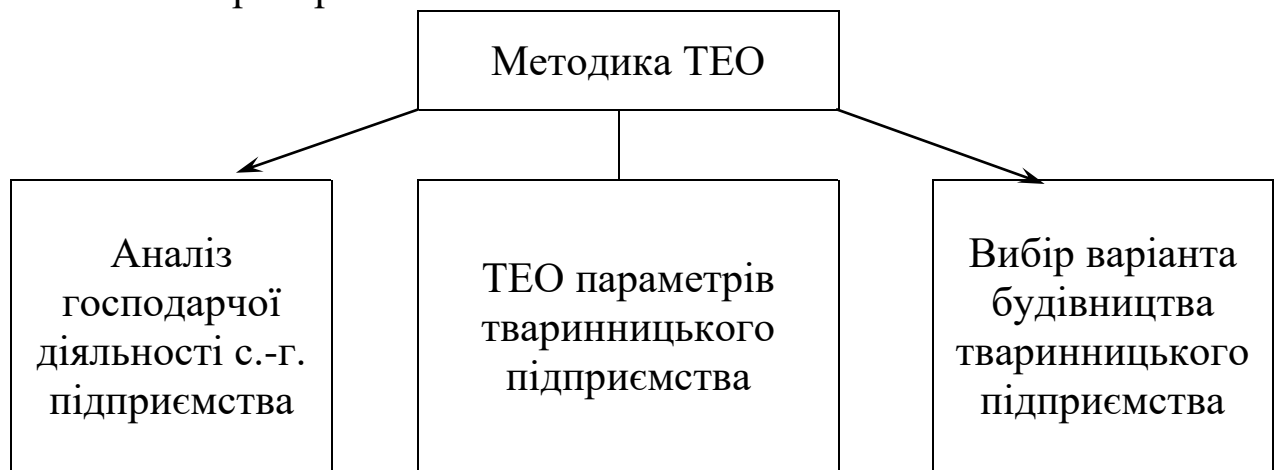 Методика ТЕО
Аналіз
господарчої
діяльності с.-г.
підприємства
ТЕО параметрів
тваринницького
підприємства
Вибір варіанта
будівництва
тваринницького
підприємства